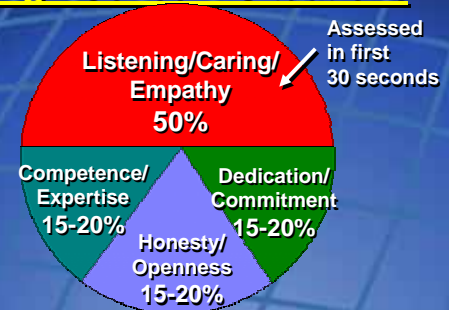 Assessed
in first
30 seconds
Listening/Caring/
Empathy
50%
Competence/
Expertise
15-20%
Dedication/
Commitment
15-20%
Honesty/
Openness
15-20%